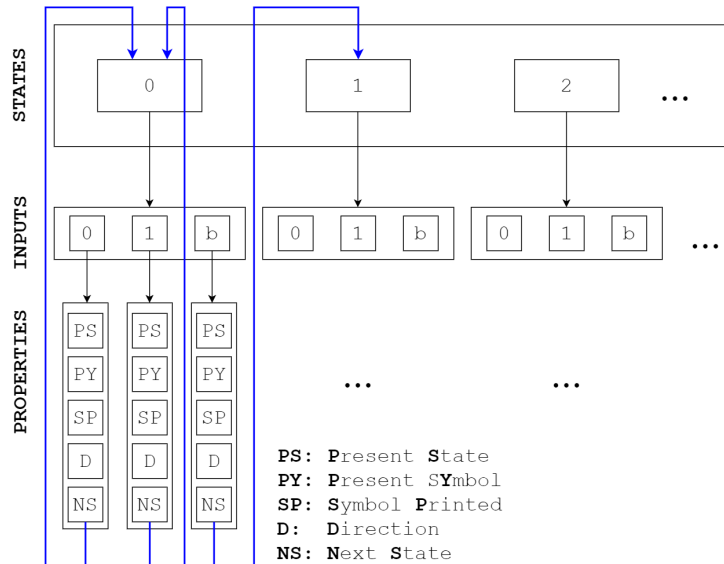 STATES
0
1
2
...
INPUTS
0 1 b
0 1 b
0 1 b
...
PROPERTIES
PS PS PS
PY PY PY
SP SP SP
D D D
NS NS NS
...
...
PS: Present State
PY: Present SYmbol
SP: Symbol Printed
D: Direction
NS: Next State